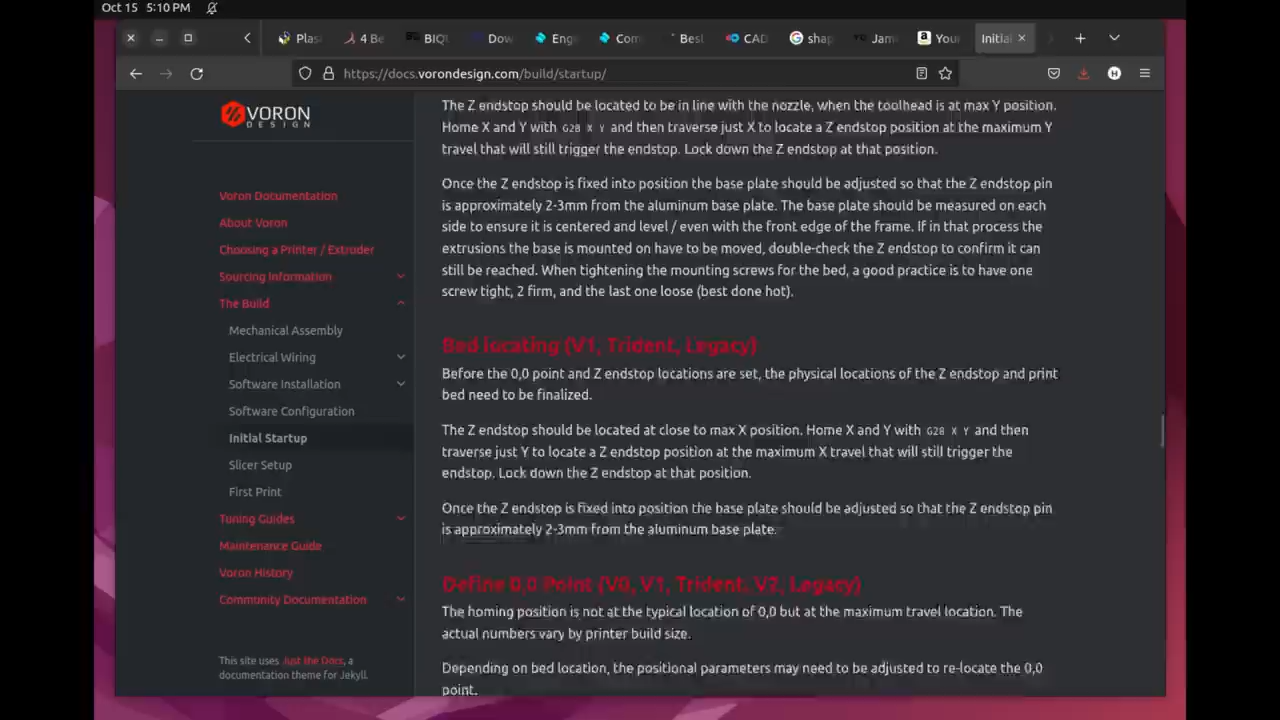 Oct 15 5:10 PM
Plas
4 Be
BIQU
Dow
Eng
Com
Best
CAD
shap
Jam
You
Initi
https://docs.vorondesign.com/build/startup/
VORON
DESIGN
Voron Documentation
About Voron
Choosing a Printer / Extruder
Sourcing Information
The Build
Mechanical Assembly
Electrical Wiring
Software Installation
Software Configuration
Initial Startup
Slicer Setup
First Print
Tuning Guides
Maintenance Guide
Voron History
Community Documentation
This site uses Just the Docs, a
documentation theme for Jekyll.
The Z endstop should be located to be in line with the nozzle, when the toolhead is at max Y position.
Home X and Y with G28 X Y and then traverse just X to locate a Z endstop position at the maximum Y
travel that will still trigger the endstop. Lock down the Z endstop at that position.
Once the Z endstop is fixed into position the base plate should be adjusted so that the Z endstop pin
is approximately 2-3mm from the aluminum base plate. The base plate should be measured on each
side to ensure it is centered and level / even with the front edge of the frame. If in that process the
extrusions the base is mounted on have to be moved, double-check the Z endstop to confirm it can
still be reached. When tightening the mounting screws for the bed, a good practice is to have one
screw tight, 2 firm, and the last one loose (best done hot).
Bed locating (V1, Trident, Legacy)
Before the 0,0 point and Z endstop locations are set, the physical locations of the Z endstop and print
bed need to be finalized.
The Z endstop should be located at close to max X position. Home X and Y with G28 X Y and then
traverse just Y to locate a Z endstop position at the maximum X travel that will still trigger the
endstop. Lock down the Z endstop at that position.
Once the Z endstop is fixed into position the base plate should be adjusted so that the Z endstop pin
is approximately 2-3mm from the aluminum base plate.
Define 0,0 Point (V0, V1, Trident, V2, Legacy)
The homing position is not at the typical location of 0,0 but at the maximum travel location. The
actual numbers vary by printer build size.
Depending on bed location, the positional parameters may need to be adjusted to re-locate the 0,0
point.